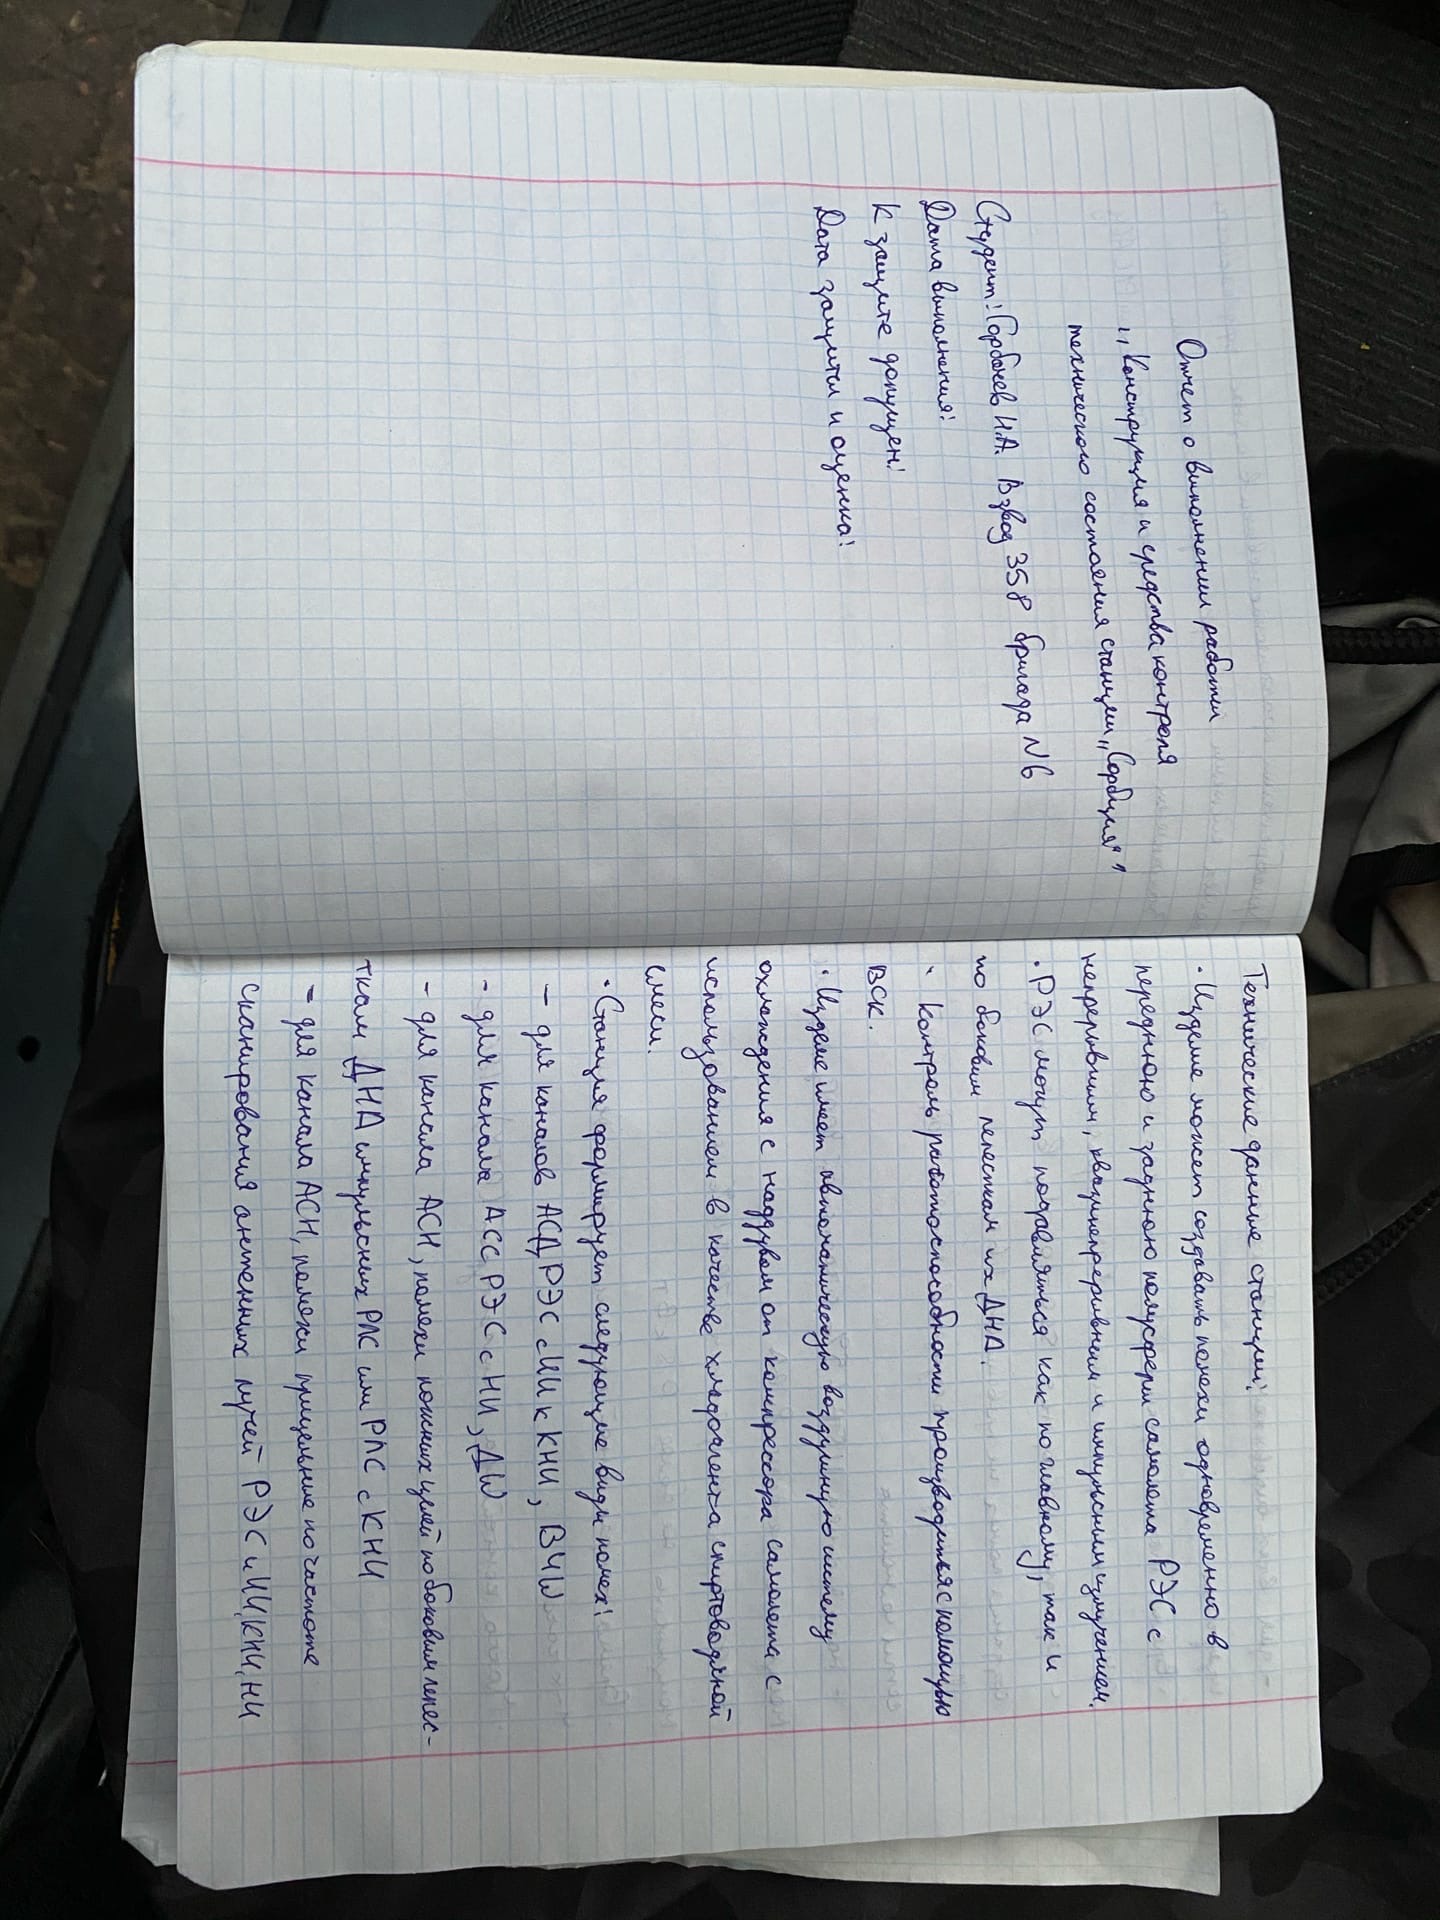 Отчет о выполнении работы
„Конструкция и средства контроля
технического состояния станции „Сорбция“ ”
Студент: Горбачев Н.А. Взвод 358 бригада N6
Дата выполнения:
К защите допущен:
Дата защиты и оценка:
Технические данные станции:
· Изделие может создавать помехи одновременно в
переднюю и заднюю полусферы самолета РЭС с
непрерывным, квазинепрерывным и импульсным излучением.
· РЭС могут подавляться как по главному, так и
по боковым лепесткам их ДНА.
· Контроль работоспособности производиться с помощью
ВСК.
· Изделие имеет автоматическую воздушную систему
охлаждения с наддувом от компрессора самолета с
использованием в качестве хладоагента спиртоводяной
смеси.
· Станция формирует следующие виды помех:
– для каналов АСД РЭС с ИИ к КНИ, ВЧШ
- для канала АСС РЭС с НИ, ДШ
- для канала АСН, помехи ложных целей по боковым лепес-
ткам ДНА импульсных РЛС или РЛС с КНИ
- для канала АСН, помехи прицельные по частоте
сканирования антенных лучей РЭС с ИИ, КНИ, НИ